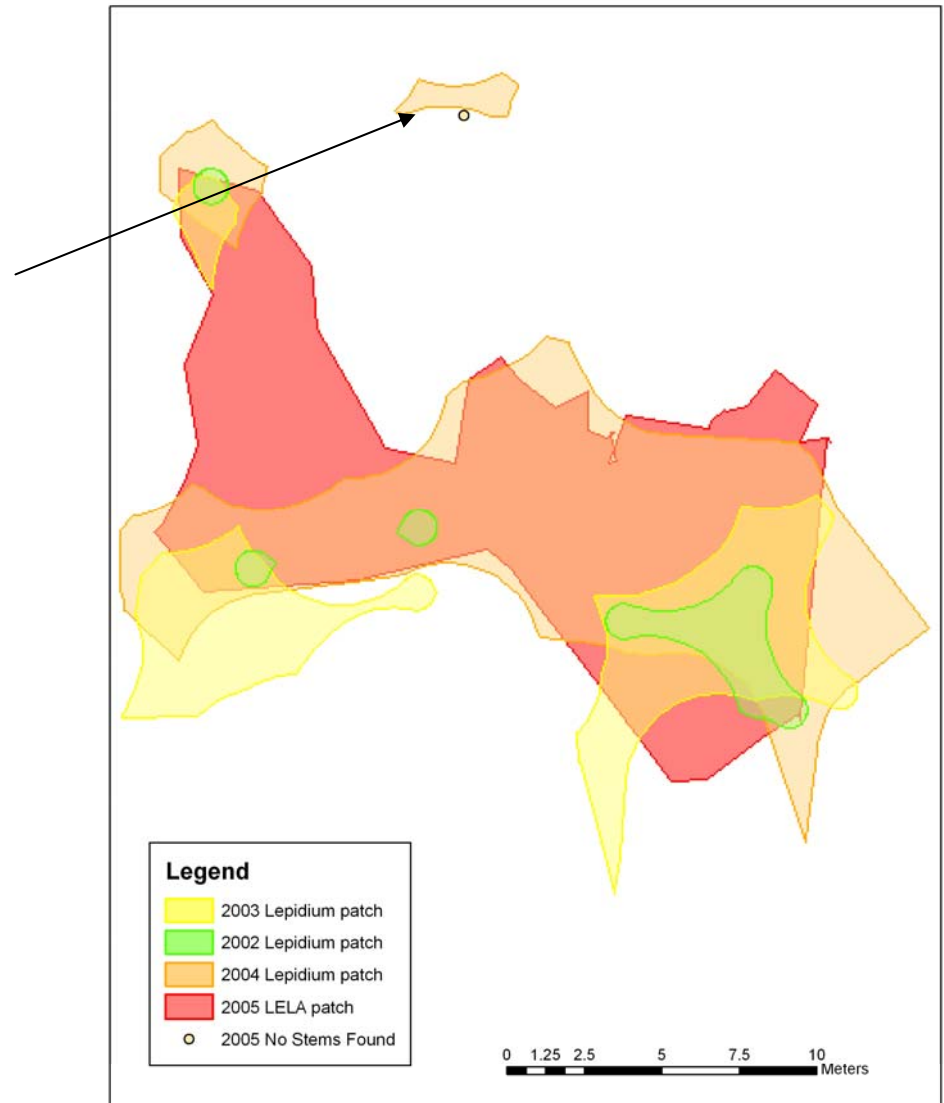 Legend
2003 Lepidium patch
2002 Lepidium patch
2004 Lepidium patch
2005 LELA patch
2005 No Stems Found
0 1.25 2.5 5 7.5 10
Meters